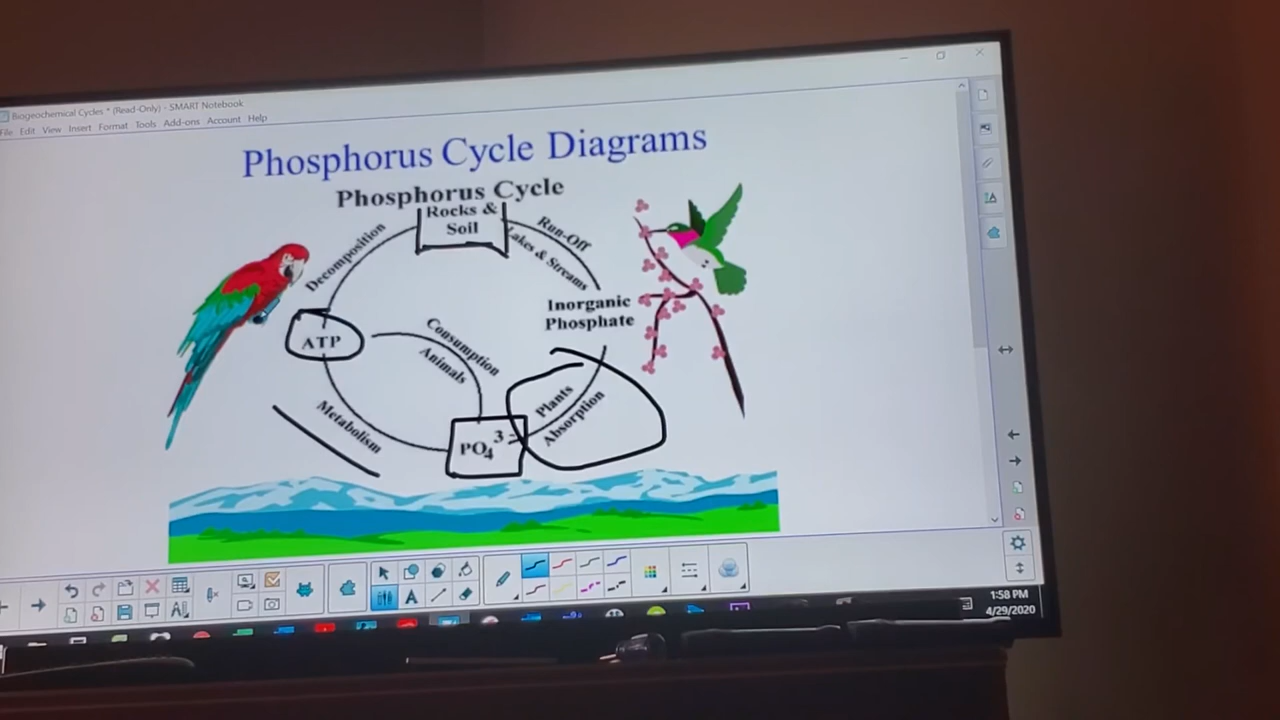 Biogeochemical Cycles * (Read-Only) - SMART Notebook
File Edit View Insert Format Tools Add-ons Account Help
Phosphorus Cycle Diagrams
Phosphorus Cycle
Rocks &
Soil
Run-Off
Lakes & Streams
Decomposition
Inorganic
Phosphate
ATP
Consumption
Animals
Plants
Absorption
Metabolism
PO4 3-
A
1:58 PM
4/29/2020